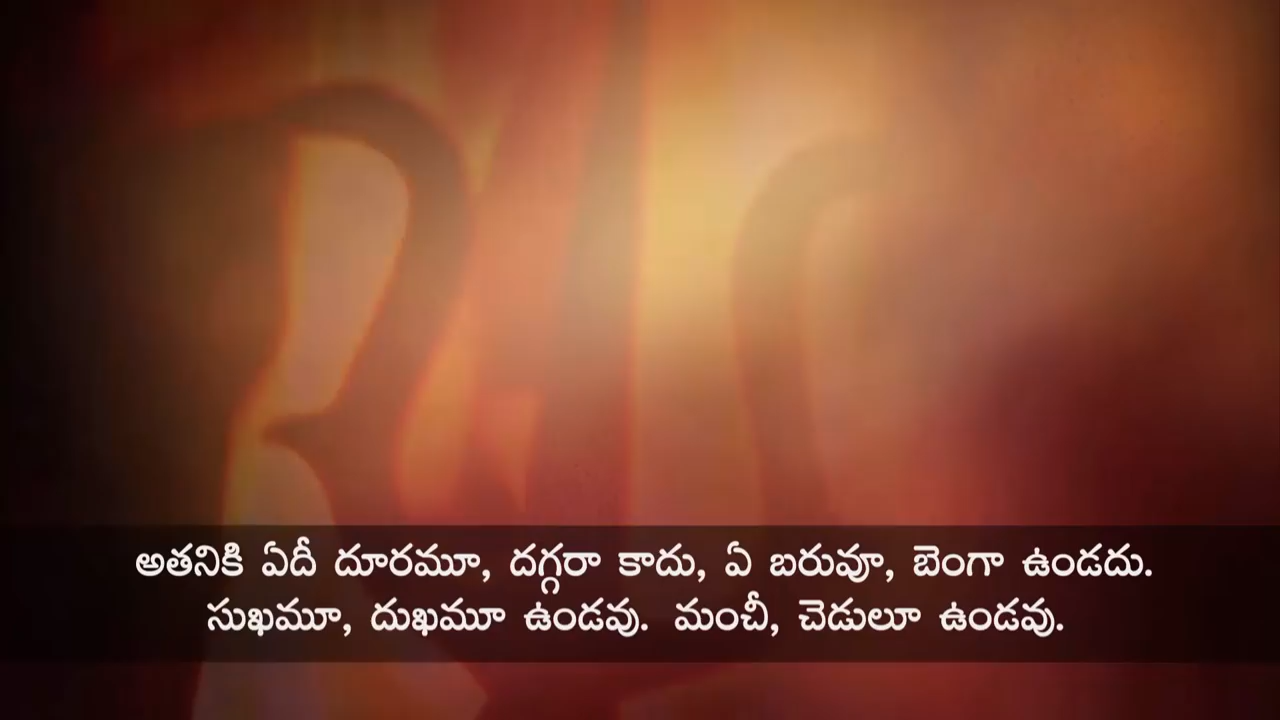 అతనికి ఏదీ దూరమూ, దగ్గరా కాదు, ఏ బరువూ, బెంగా ఉండదు.
సుఖమూ, దుఖమూ ఉండవు. మంచీ, చెడులూ ఉండవు.